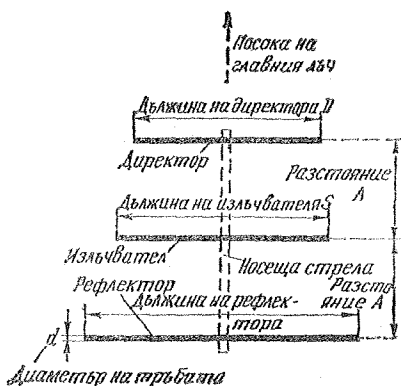 Посока на
главния лъч
Дължина на директора D
Директор
Разстояние
A
Дължина на излъчвателя S
Излъчвател
Носеща стрела
Рефлектор
Дължина на рефлек-
тора
Разсто-
яние A
d
Диаметър на тръбата